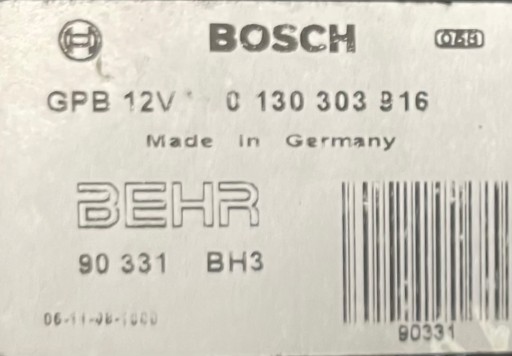 BOSCH
GPB 12V 0 130 303 916
Made in Germany
BEHR
90 331 BH3
90331